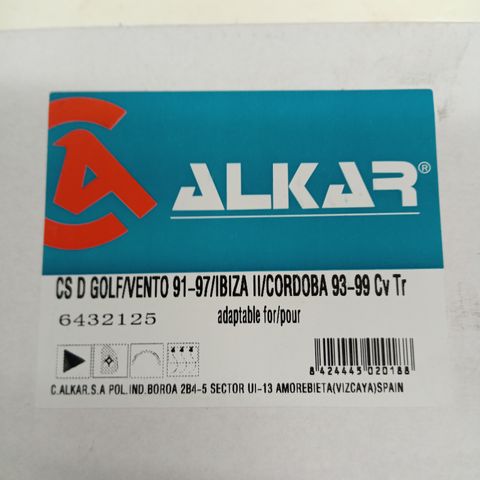 ALKAR®
CS D GOLF/VENTO 91-97/IBIZA II/CORDOBA 93-99 Cv Tr
6432125
adaptable for/pour
8 424445 020188
C.ALKAR.S.A POL.IND.BOROA 2B4-5 SECTOR UI-13 AMOREBIETA(VIZCAYA)SPAIN